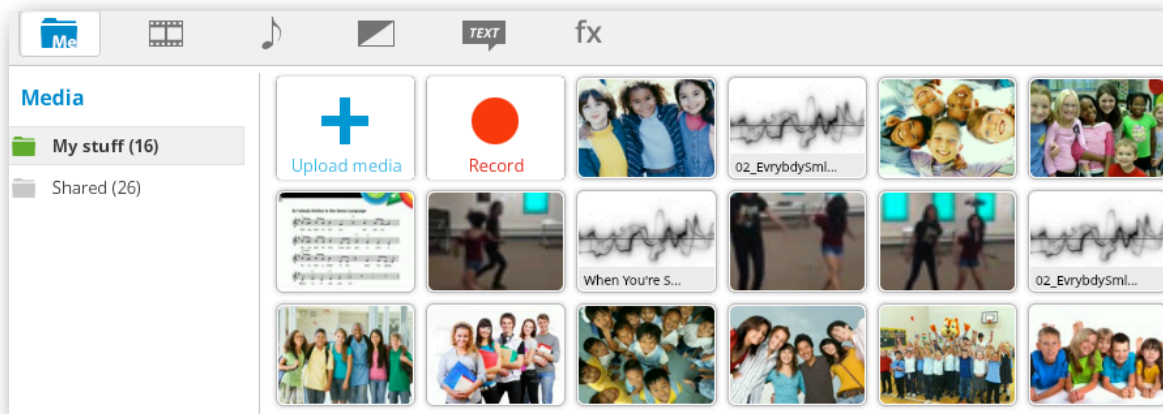 Me
TEXT
fx
Media
My stuff (16)
Shared (26)
Upload media
Record
02_EvrybdySml...
When You're S...
02_EvrybdySml...